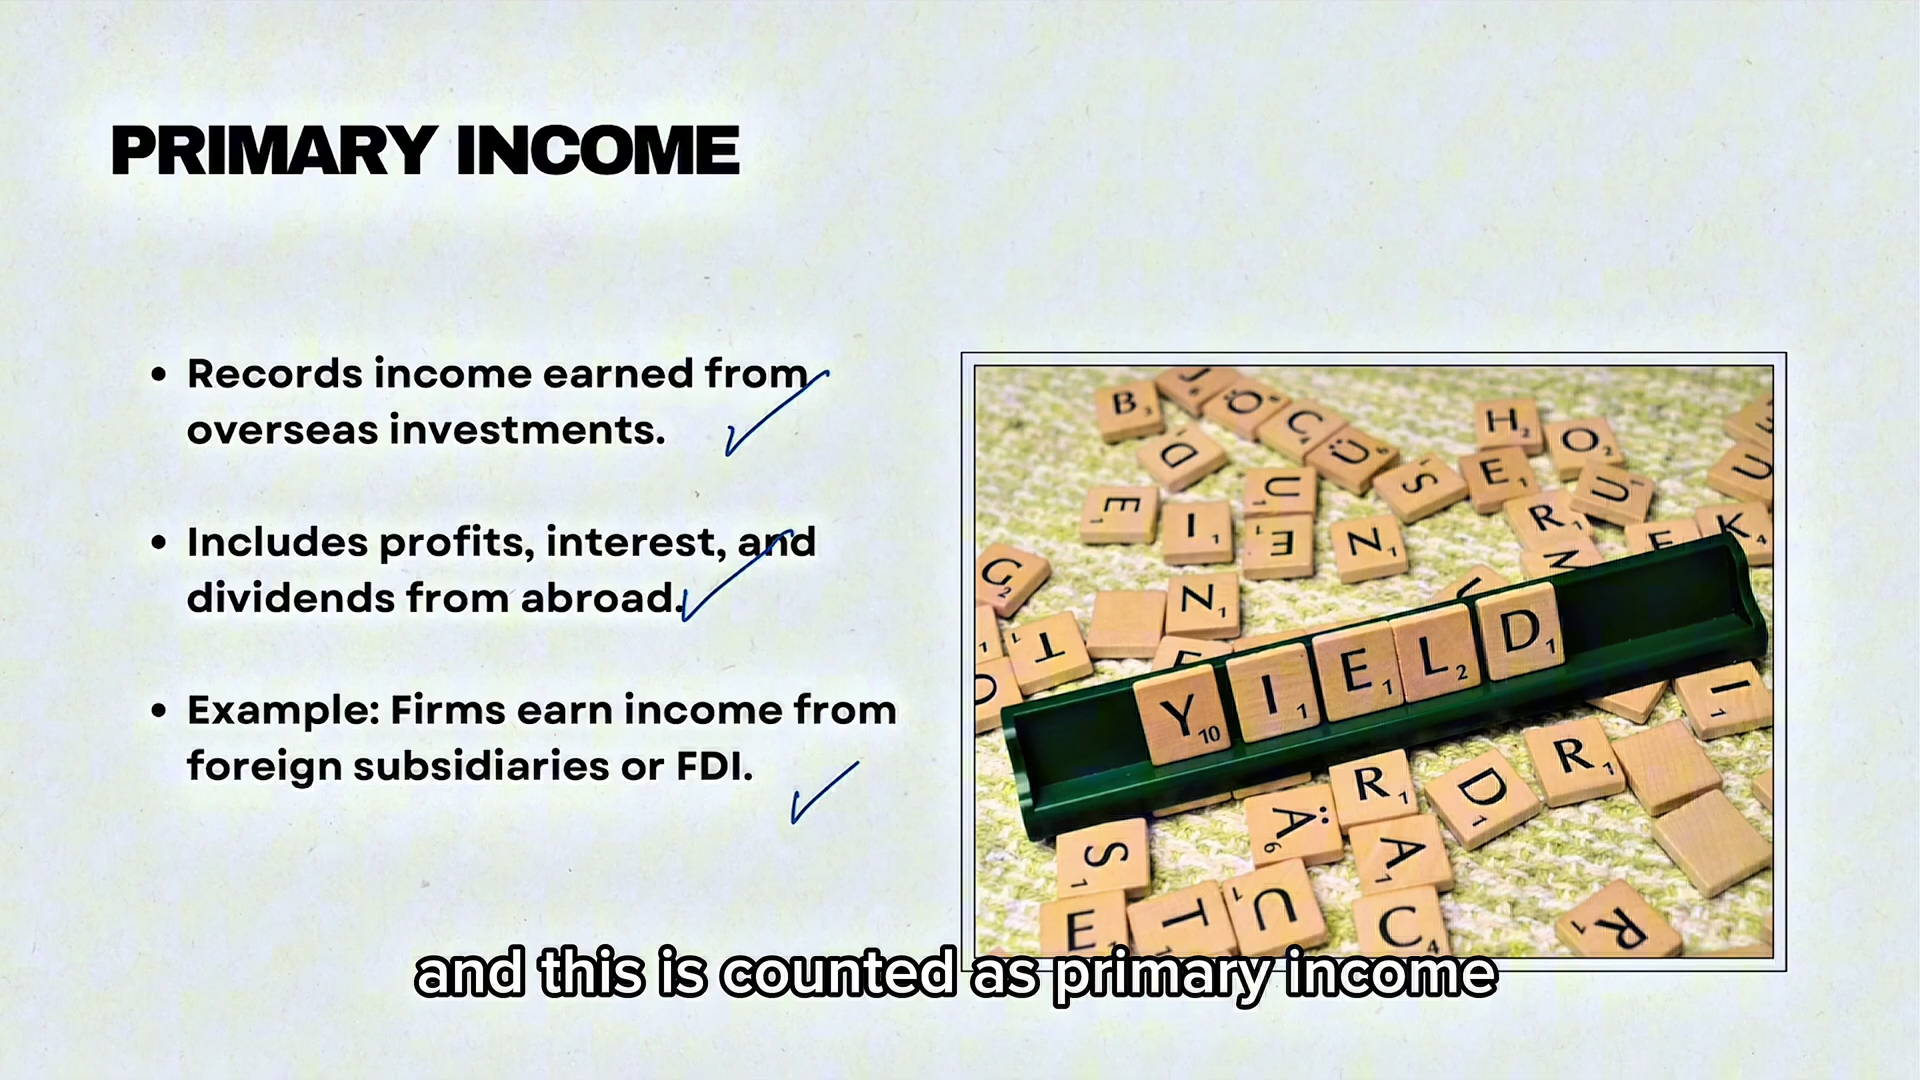 PRIMARY INCOME
• Records income earned from
overseas investments.
• Includes profits, interest, and
dividends from abroad.
• Example: Firms earn income from
foreign subsidiaries or FDI.
YIELD
and this is counted as primary income